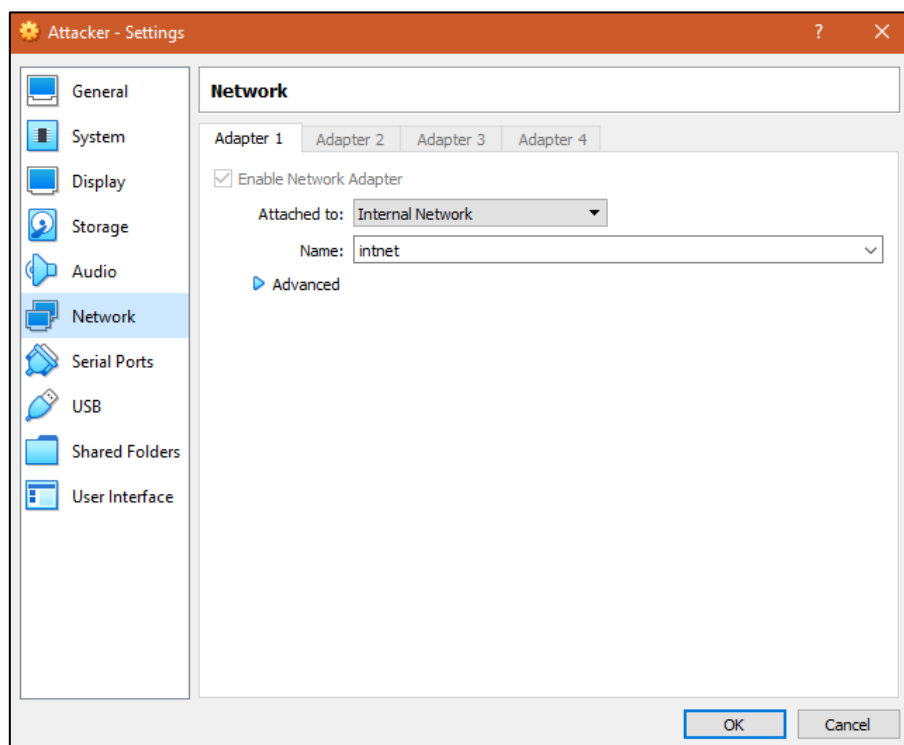 Attacker - Settings ? ×
General
System
Display
Storage
Audio
Network
Serial Ports
USB
Shared Folders
User Interface
Network
Adapter 1 Adapter 2 Adapter 3 Adapter 4
Enable Network Adapter
Attached to: Internal Network
Name: intnet
Advanced
OK Cancel